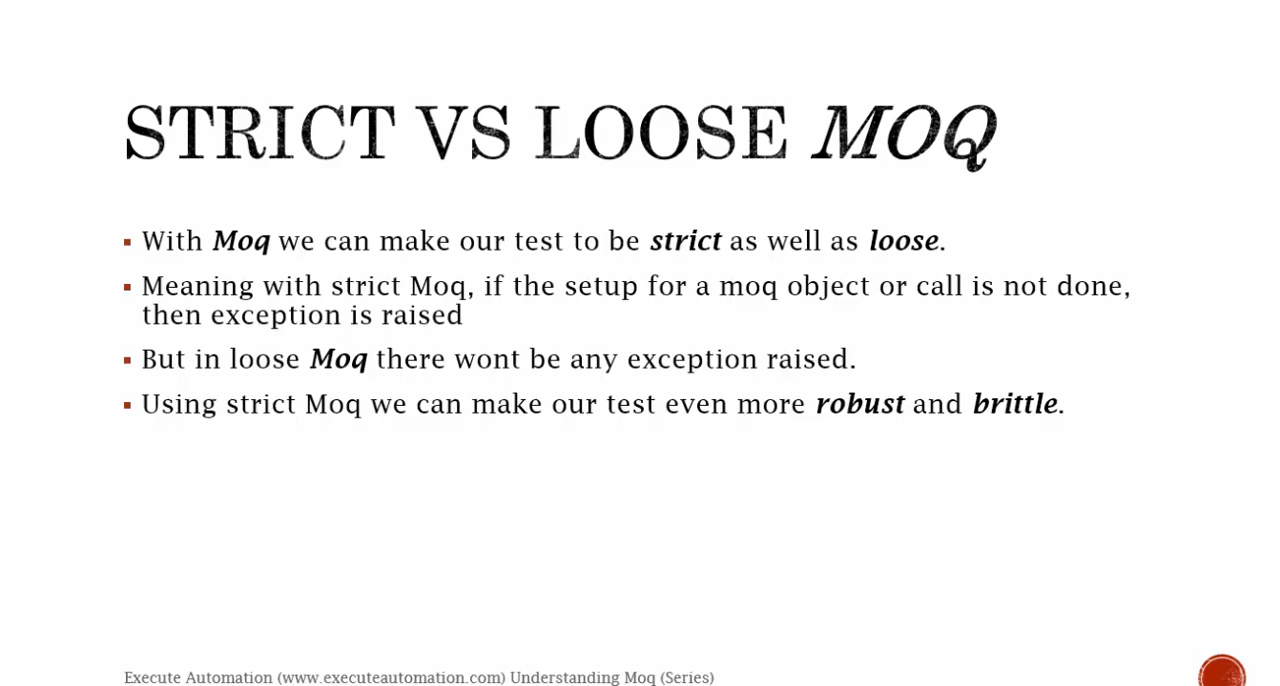 STRICT VS LOOSE MOQ
With Moq we can make our test to be strict as well as loose.
Meaning with strict Moq, if the setup for a moq object or call is not done,
then exception is raised
But in loose Moq there wont be any exception raised.
Using strict Moq we can make our test even more robust and brittle.
Execute Automation (www.executeautomation.com) Understanding Moq (Series)